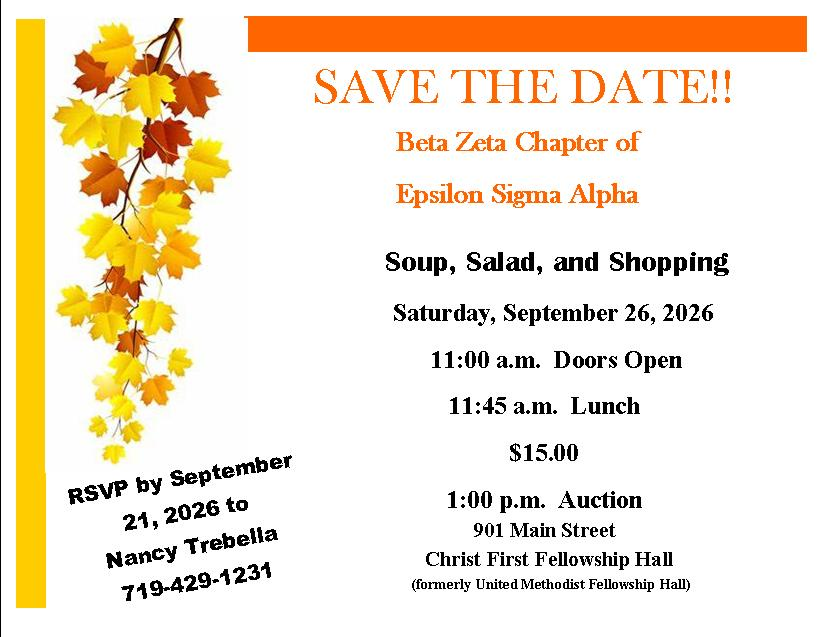 SAVE THE DATE!!
Beta Zeta Chapter of
Epsilon Sigma Alpha
Soup, Salad, and Shopping
Saturday, September 26, 2026
11:00 a.m.  Doors Open
11:45 a.m.  Lunch
$15.00
1:00 p.m.  Auction
901 Main Street
Christ First Fellowship Hall
(formerly United Methodist Fellowship Hall)
RSVP by September
21, 2026 to
Nancy Trebella
719-429-1231